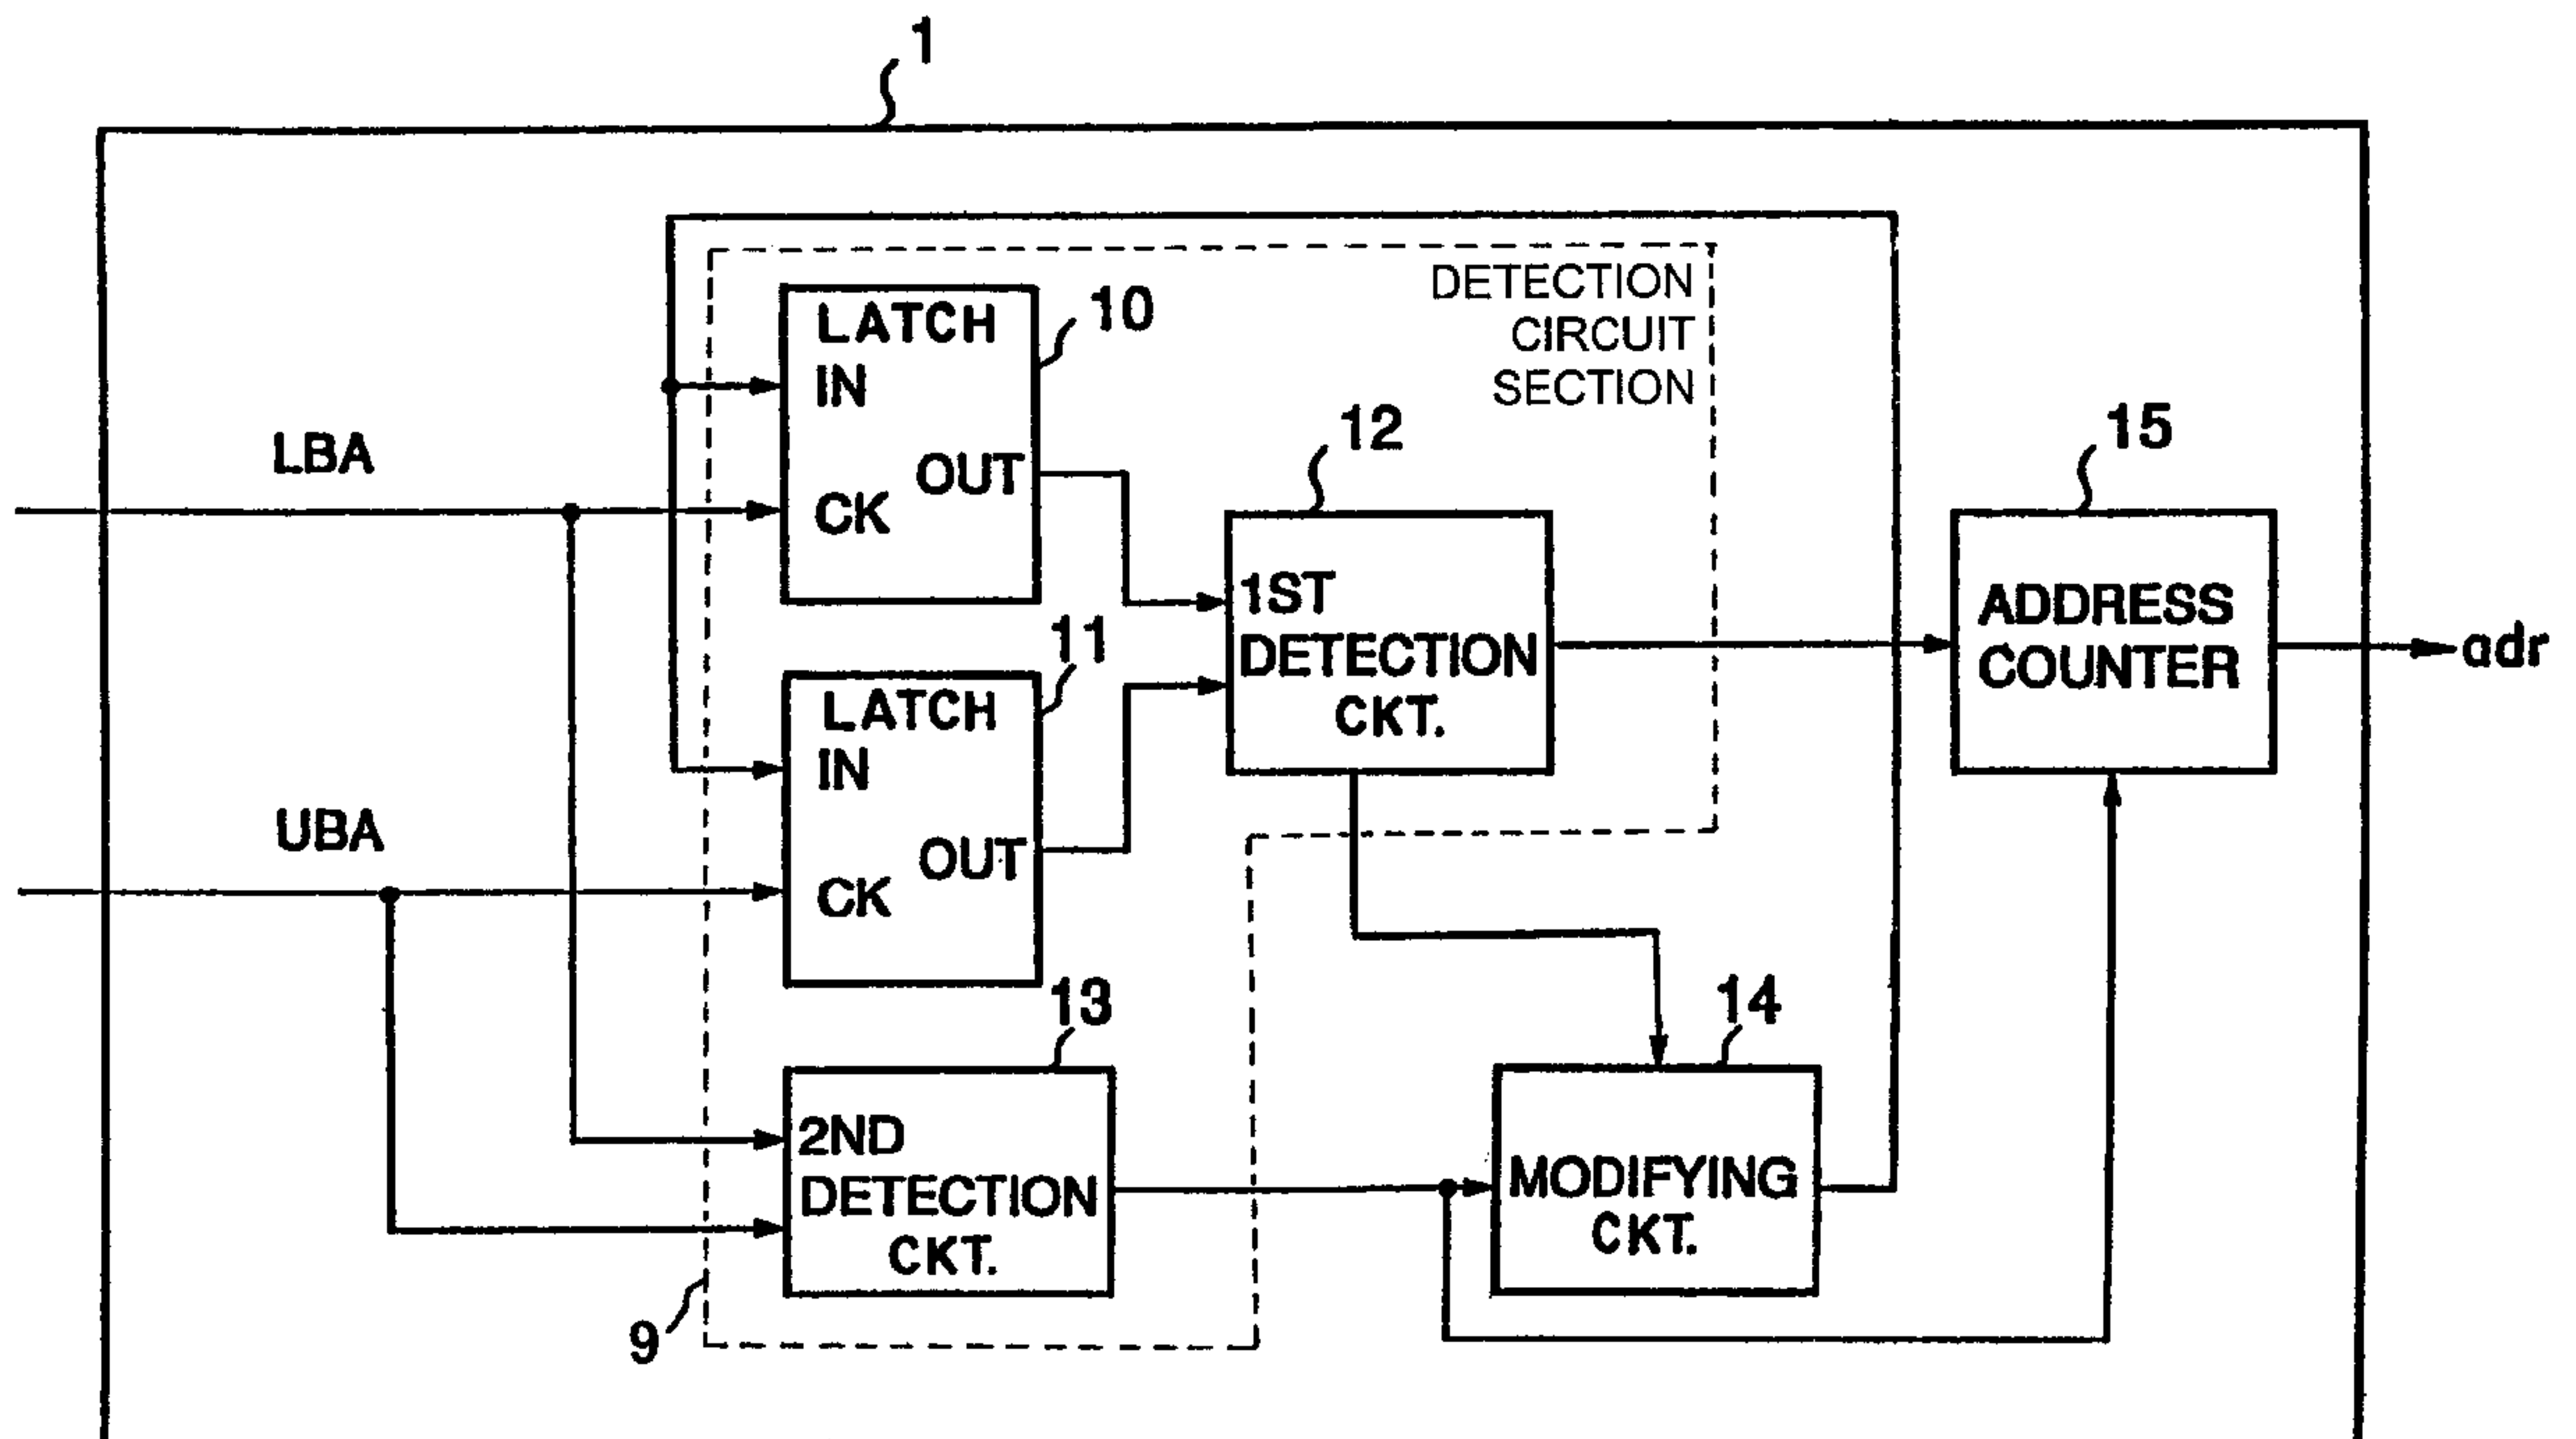 1
DETECTION
CIRCUIT
SECTION
LATCH
10
IN
OUT
CK
LBA
12
15
1ST
DETECTION
CKT.
ADDRESS
COUNTER
adr
11
LATCH
IN
OUT
CK
UBA
13
14
2ND
DETECTION
CKT.
MODIFYING
CKT.
9